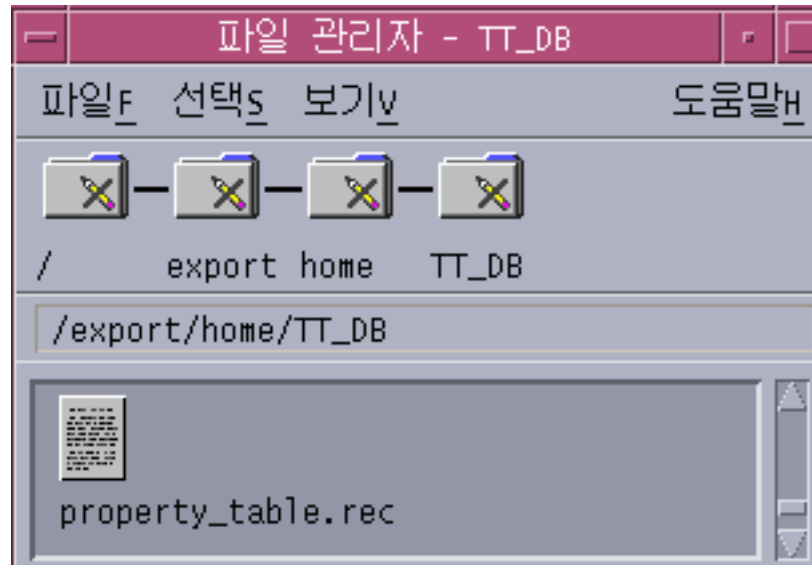 파일 관리자 - TT_DB
파일F 선택S 보기V 도움말H
/ export home TT_DB
/export/home/TT_DB
property_table.rec